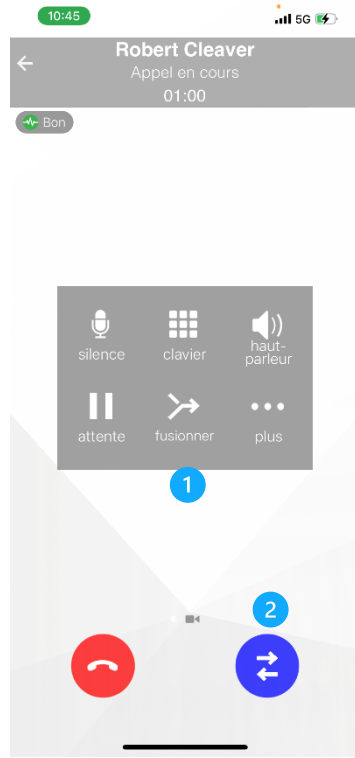 10:45
5G
Robert Cleaver
Appel en cours
01:00
Bon
silence
clavier
haut-
parleur
attente
fusionner
plus
1
2